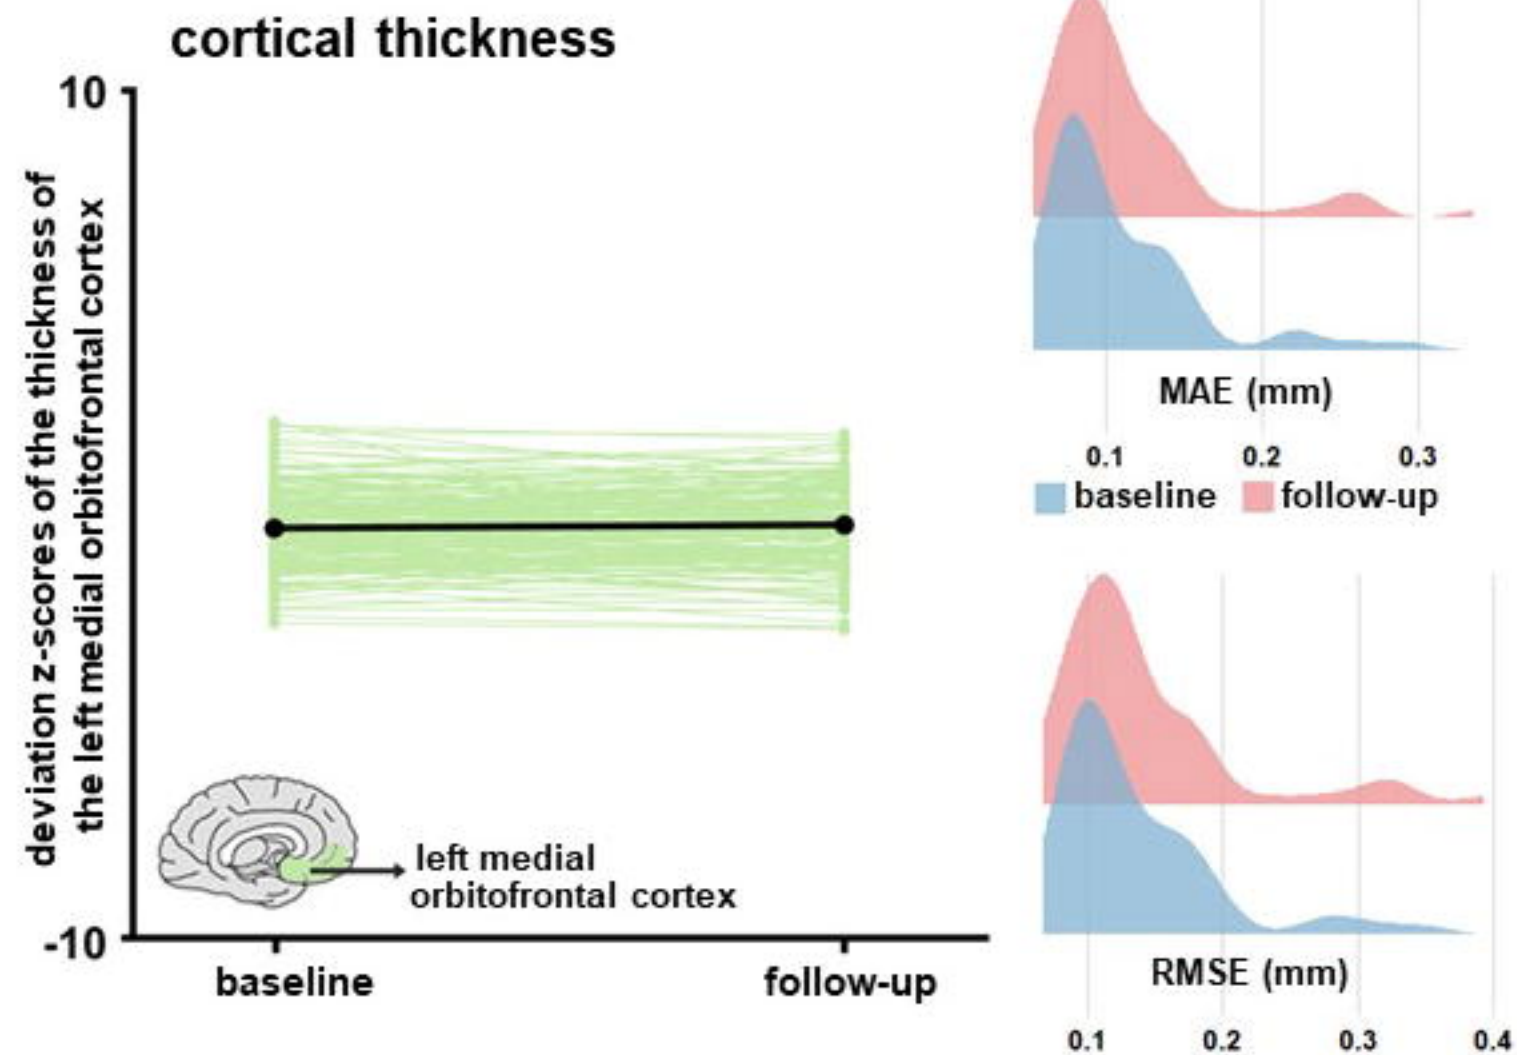 cortical thickness
10
deviation z-scores of the thickness of
the left medial orbitofrontal cortex
-10
left medial
orbitofrontal cortex
baseline
follow-up
MAE (mm)
0.1 0.2 0.3
baseline follow-up
RMSE (mm)
0.1 0.2 0.3 0.4